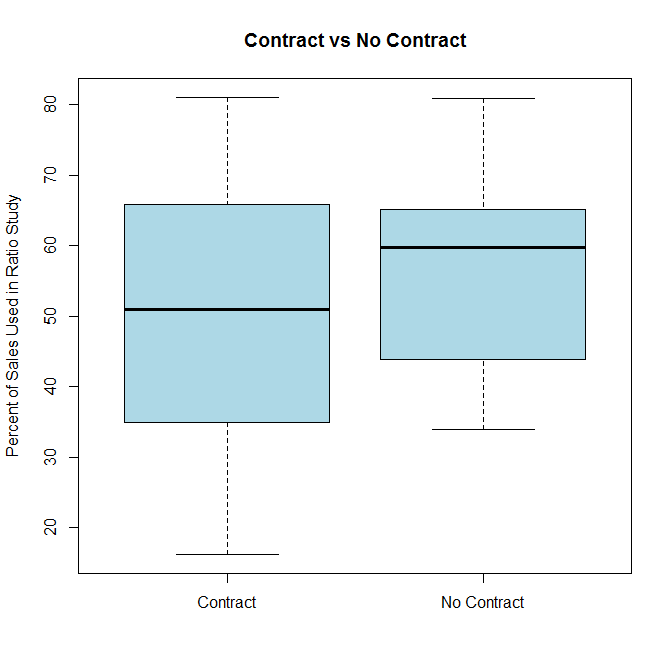 Contract vs No Contract
Percent of Sales Used in Ratio Study
80
70
60
50
40
30
20
Contract
No Contract